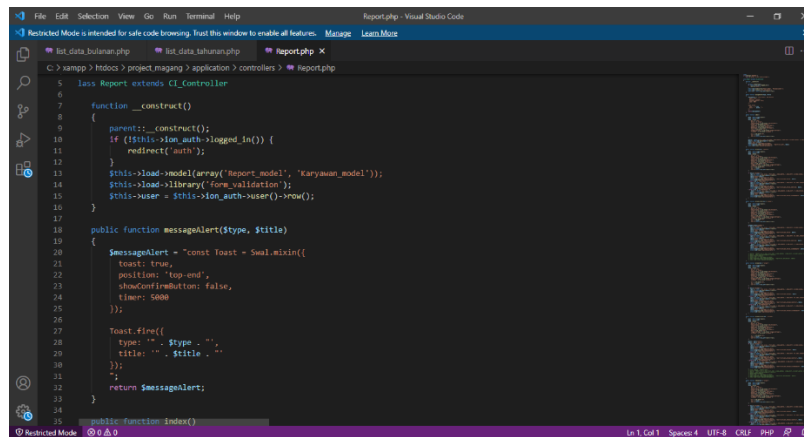 File Edit Selection View Go Run Terminal Help Report.php - Visual Studio Code
Restricted Mode is intended for safe code browsing. Trust this window to enable all features. Manage Learn More
list_data_bulanan.php list_data_tahunan.php Report.php
C: > xampp > htdocs > project_magang > application > controllers > Report.php
5 lass Report extends CI_Controller
6
7 function __construct()
8 {
9 parent::__construct();
10 if (!$this->ion_auth->logged_in()) {
11 redirect('auth');
12 }
13 $this->load->model(array('Report_model', 'Karyawan_model'));
14 $this->load->library('form_validation');
15 $this->user = $this->ion_auth->user()->row();
16 }
17
18 public function messageAlert($type, $title)
19 {
20 $messageAlert = "const Toast = Swal.mixin({
21 toast: true,
22 position: 'top-end',
23 showConfirmButton: false,
24 timer: 5000
25 });
26
27 Toast.fire({
28 type: '" . $type . "',
29 title: '" . $title . "'
30 });
31 ";
32 return $messageAlert;
33 }
34
35 public function index()
Restricted Mode 0 0 Ln 1, Col 1 Spaces: 4 UTF-8 CRLF PHP